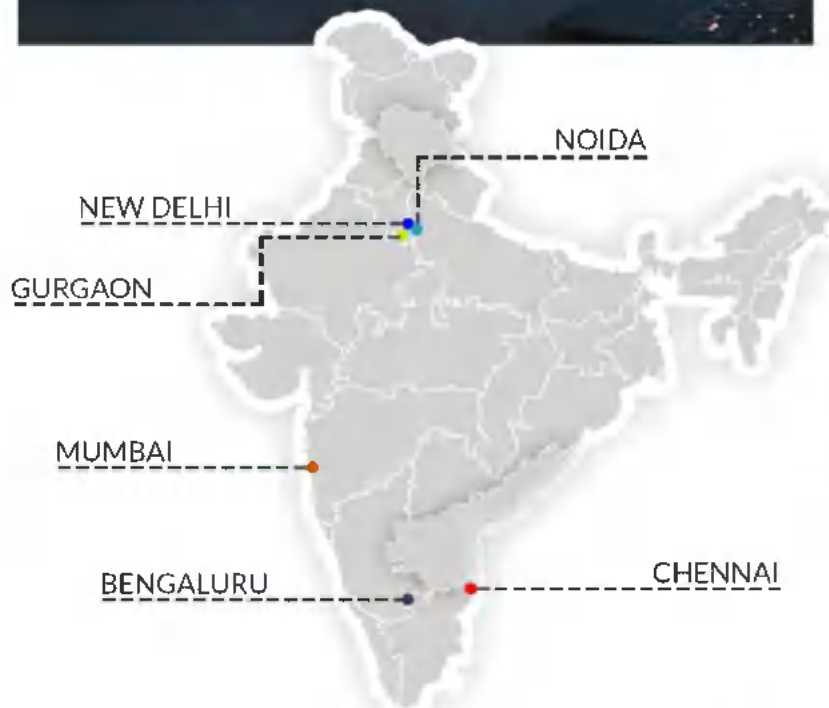 NOIDA
NEW DELHI
GURGAON
MUMBAI
BENGALURU
CHENNAI